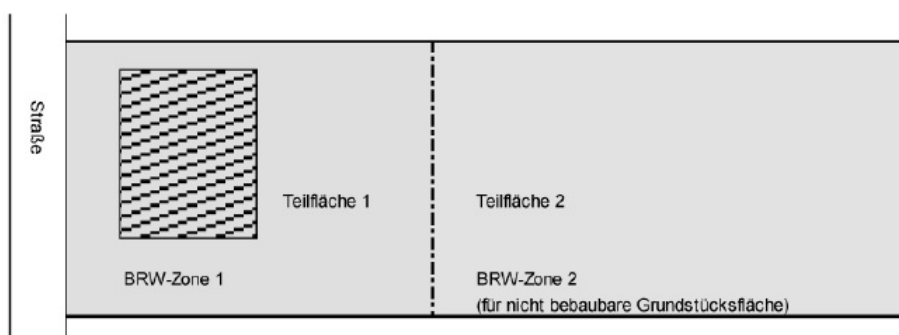 Straße
Teilfläche 1
Teilfläche 2
BRW-Zone 1
BRW-Zone 2
(für nicht bebaubare Grundstücksfläche)